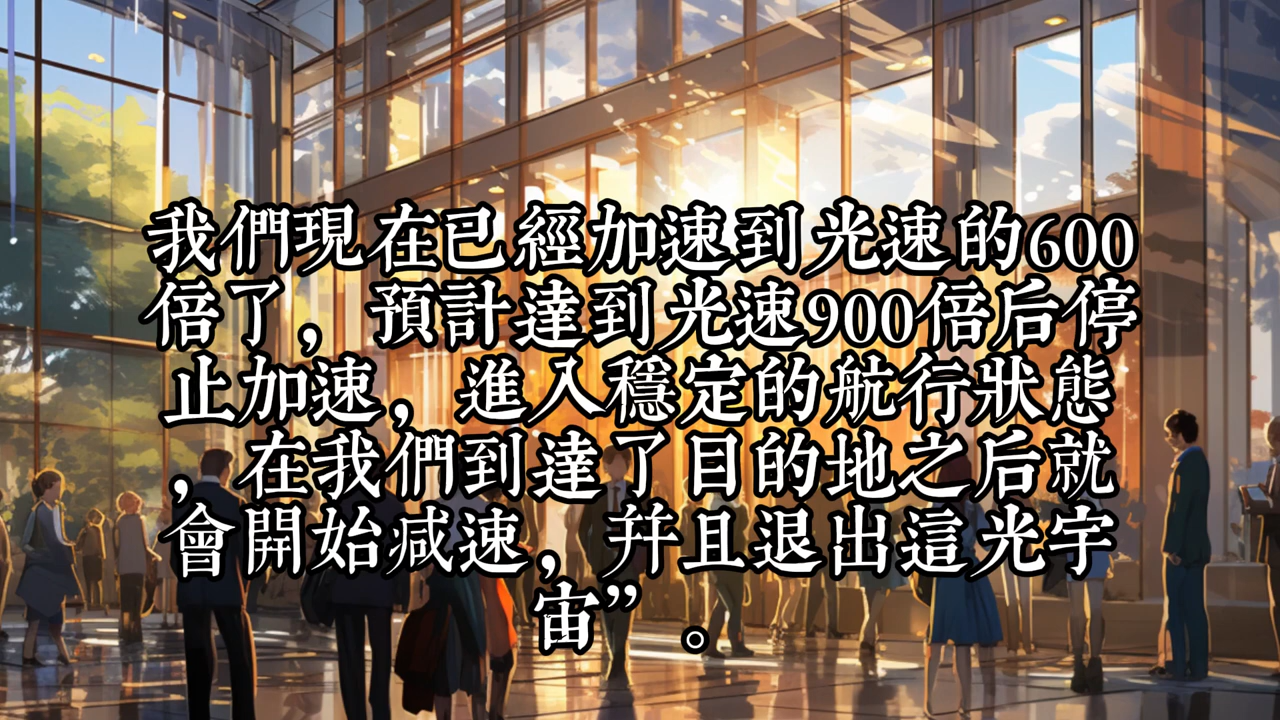 我們現在已經加速到光速的600
倍了，預計達到光速900倍后停
止加速，進入穩定的航行狀態
，在我們到達了目的地之后就
會開始减速，并且退出這光宇
宙”。